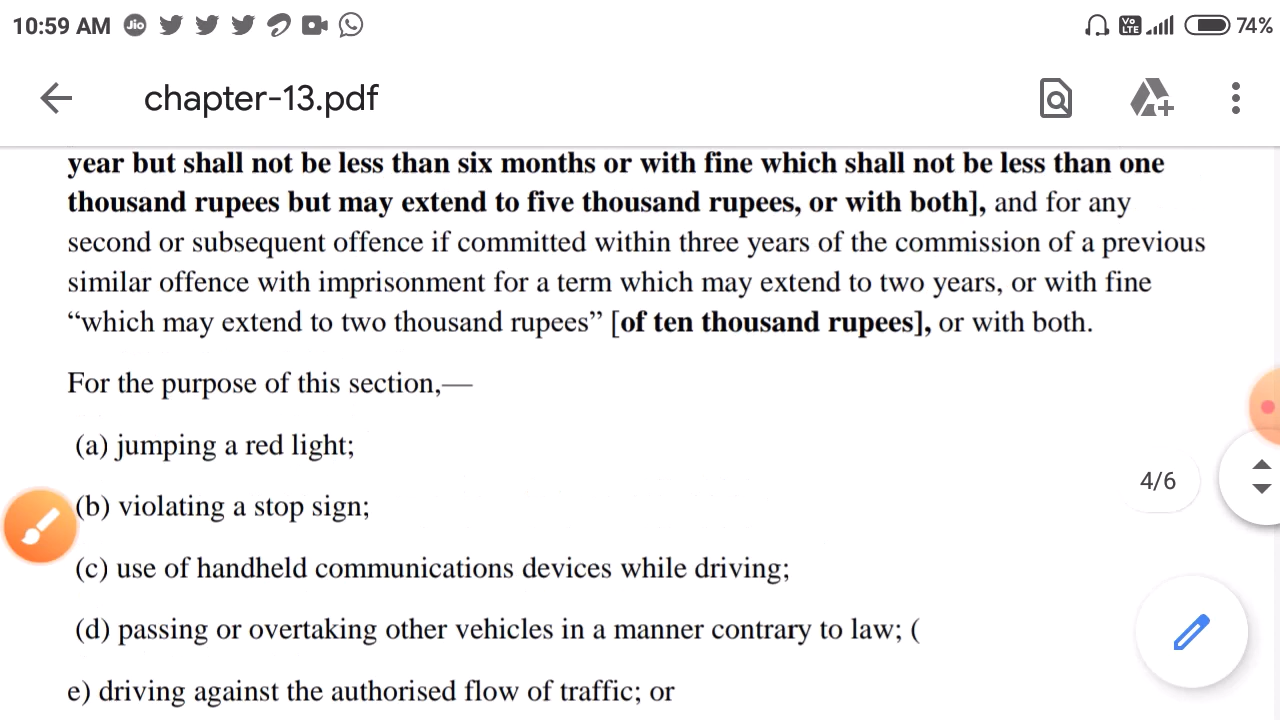 10:59 AM Jio Vo LTE 74%
chapter-13.pdf
year but shall not be less than six months or with fine which shall not be less than one
thousand rupees but may extend to five thousand rupees, or with both], and for any
second or subsequent offence if committed within three years of the commission of a previous
similar offence with imprisonment for a term which may extend to two years, or with fine
“which may extend to two thousand rupees” [of ten thousand rupees], or with both.
For the purpose of this section,—
(a) jumping a red light;
4/6
(b) violating a stop sign;
(c) use of handheld communications devices while driving;
(d) passing or overtaking other vehicles in a manner contrary to law; (
e) driving against the authorised flow of traffic; or